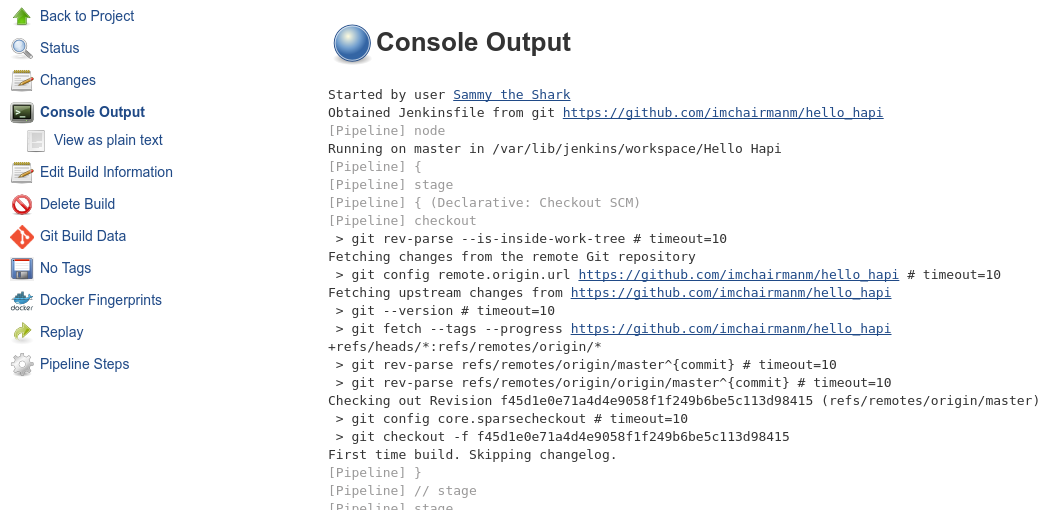 Back to Project
Status
Changes
Console Output
View as plain text
Edit Build Information
Delete Build
Git Build Data
No Tags
docker
Docker Fingerprints
Replay
Pipeline Steps
Console Output
Started by user Sammy the Shark
Obtained Jenkinsfile from git https://github.com/imchairmanm/hello_hapi
[Pipeline] node
Running on master in /var/lib/jenkins/workspace/Hello Hapi
[Pipeline] {
[Pipeline] stage
[Pipeline] { (Declarative: Checkout SCM)
[Pipeline] checkout
 > git rev-parse --is-inside-work-tree # timeout=10
Fetching changes from the remote Git repository
 > git config remote.origin.url https://github.com/imchairmanm/hello_hapi # timeout=10
Fetching upstream changes from https://github.com/imchairmanm/hello_hapi
 > git --version # timeout=10
 > git fetch --tags --progress https://github.com/imchairmanm/hello_hapi
+refs/heads/*:refs/remotes/origin/*
 > git rev-parse refs/remotes/origin/master^{commit} # timeout=10
 > git rev-parse refs/remotes/origin/origin/master^{commit} # timeout=10
Checking out Revision f45d1e0e71a4d4e9058f1f249b6be5c113d98415 (refs/remotes/origin/master)
 > git config core.sparsecheckout # timeout=10
 > git checkout -f f45d1e0e71a4d4e9058f1f249b6be5c113d98415
First time build. Skipping changelog.
[Pipeline] }
[Pipeline] // stage
[Pipeline] stage